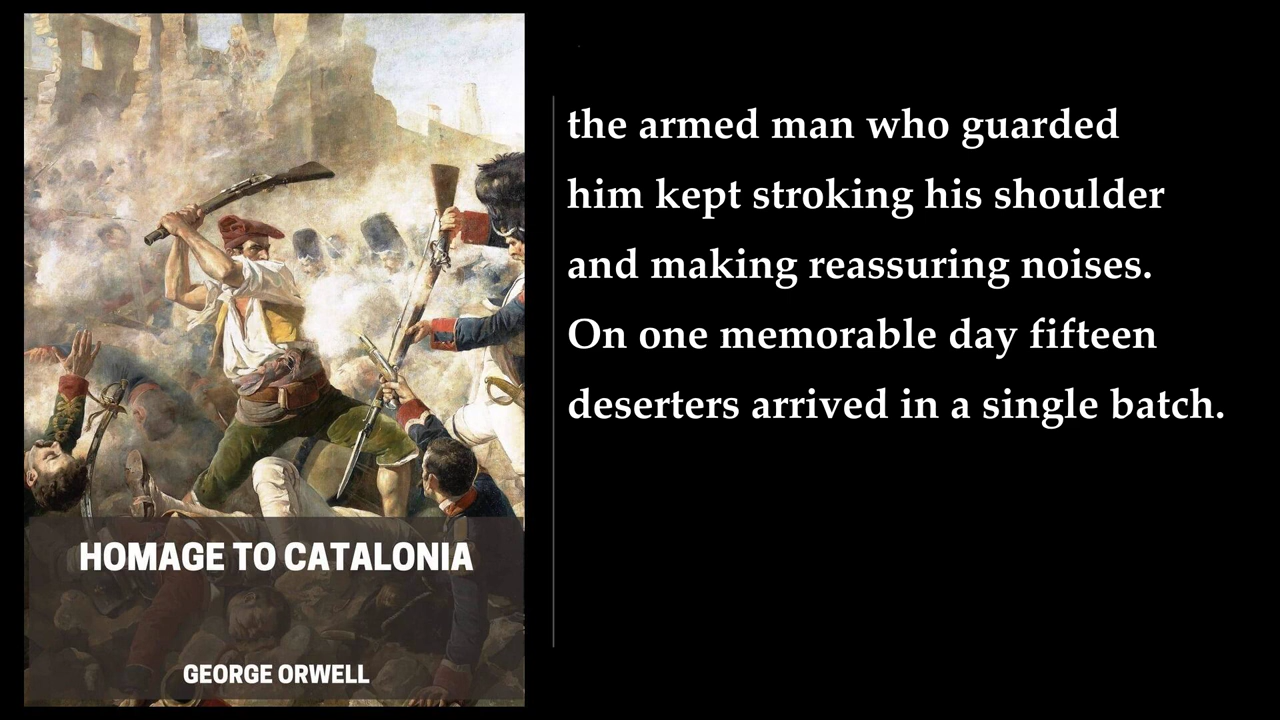 HOMAGE TO CATALONIA
GEORGE ORWELL
the armed man who guarded
him kept stroking his shoulder
and making reassuring noises.
On one memorable day fifteen
deserters arrived in a single batch.